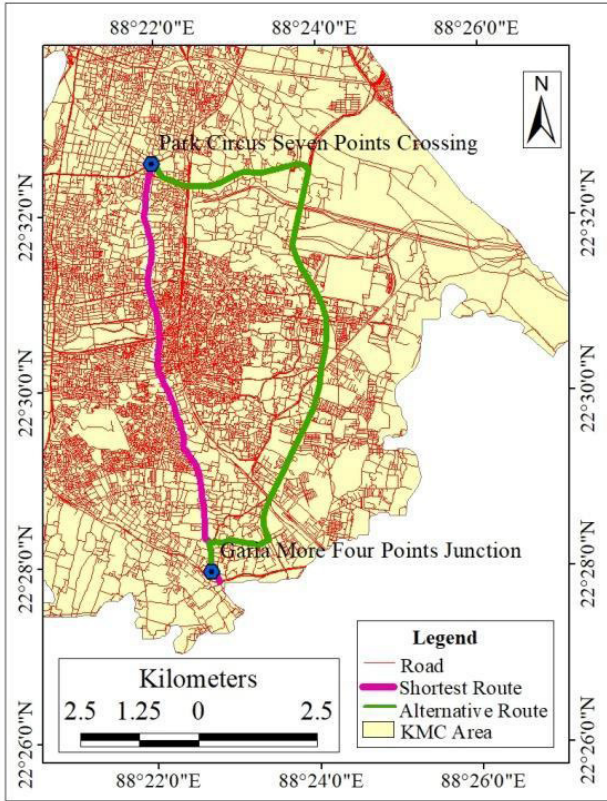 88°22'0"E 88°24'0"E 88°26'0"E
N
Park Circus Seven Points Crossing
22°32'0"N 22°32'0"N
22°30'0"N 22°30'0"N
Garia More Four Points Junction
22°28'0"N 22°28'0"N
Legend
Road
Shortest Route
Alternative Route
KMC Area
Kilometers
2.5 1.25 0 2.5
22°26'0"N 22°26'0"N
88°22'0"E 88°24'0"E 88°26'0"E